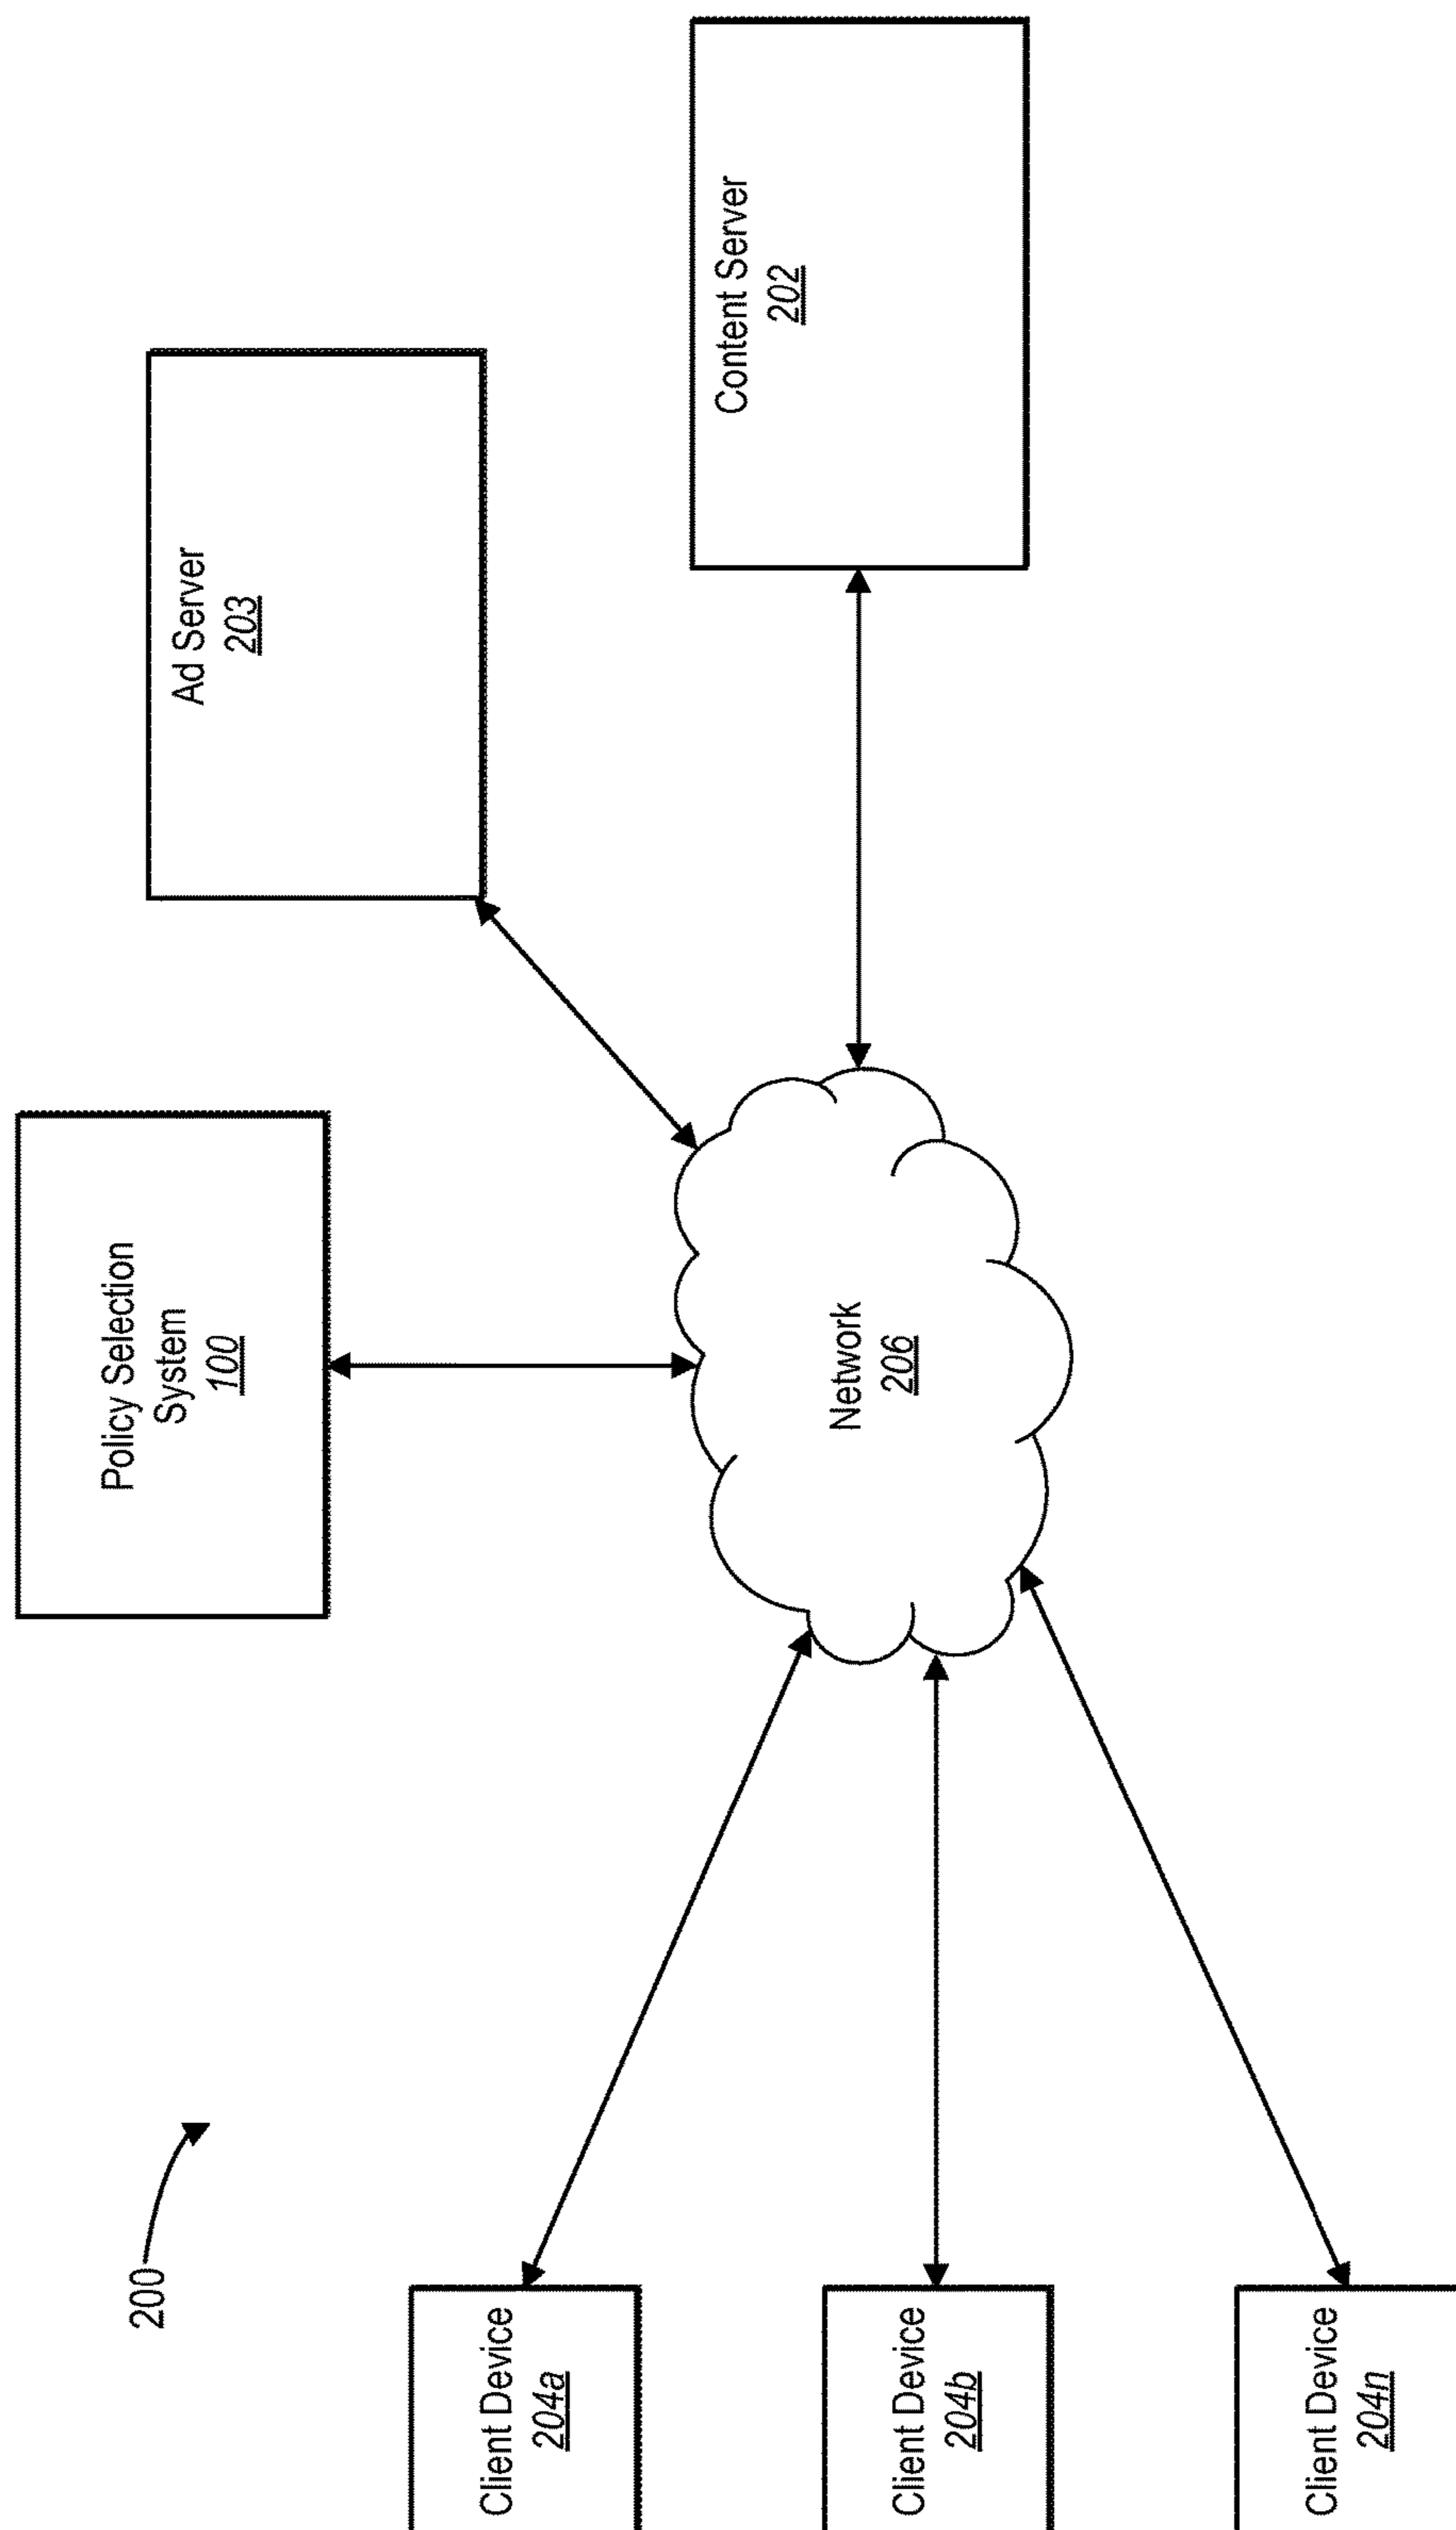 200
Policy Selection
System
100
Ad Server
203
Client Device
204a
Client Device
204b
Client Device
204n
Network
206
Content Server
202